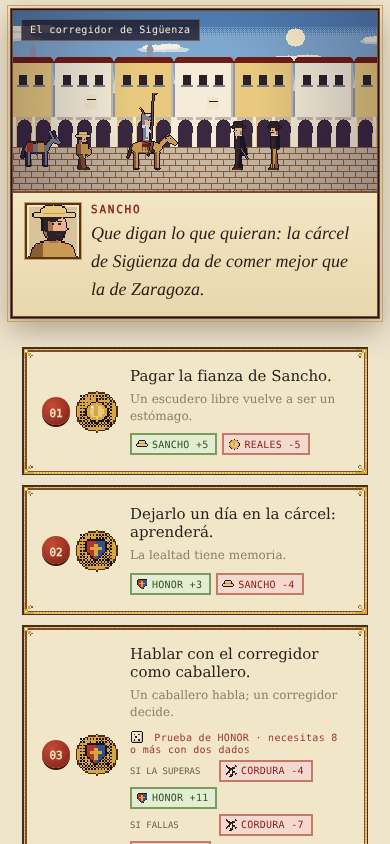 El corregidor de Sigüenza
SANCHO
Que digan lo que quieran: la cárcel
de Sigüenza da de comer mejor que
la de Zaragoza.
01
Pagar la fianza de Sancho.
Un escudero libre vuelve a ser un
estómago.
SANCHO +5 REALES -5
02
Dejarlo un día en la cárcel:
aprenderá.
La lealtad tiene memoria.
HONOR +3 SANCHO -4
03
Hablar con el corregidor
como caballero.
Un caballero habla; un corregidor
decide.
Prueba de HONOR · necesitas 8
o más con dos dados
SI LA SUPERAS CORDURA -4
HONOR +11
SI FALLAS CORDURA -7